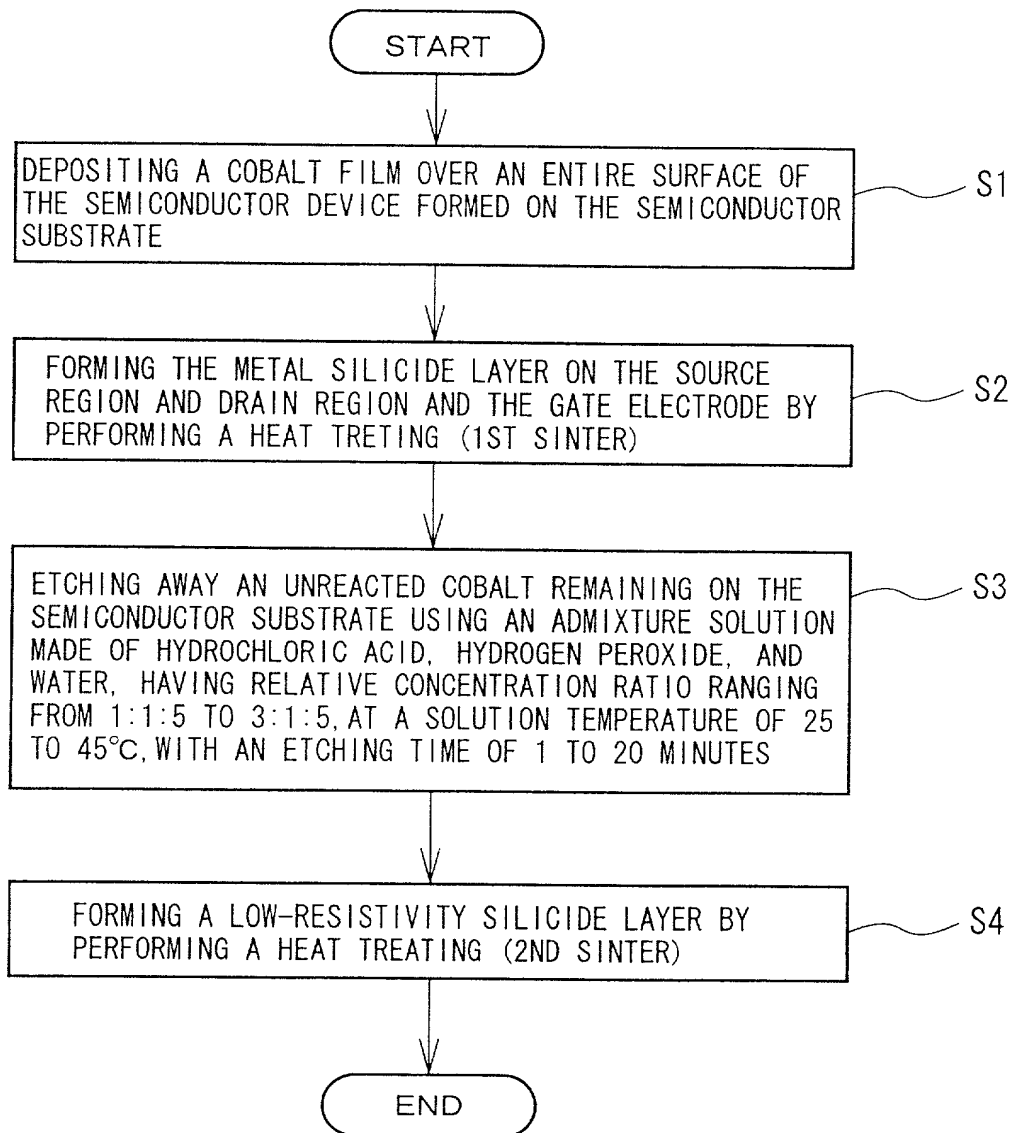 START
DEPOSITING A COBALT FILM OVER AN ENTIRE SURFACE OF
THE SEMICONDUCTOR DEVICE FORMED ON THE SEMICONDUCTOR
SUBSTRATE
S1
FORMING THE METAL SILICIDE LAYER ON THE SOURCE
REGION AND DRAIN REGION AND THE GATE ELECTRODE BY
PERFORMING A HEAT TRETING (1ST SINTER)
S2
ETCHING AWAY AN UNREACTED COBALT REMAINING ON THE
SEMICONDUCTOR SUBSTRATE USING AN ADMIXTURE SOLUTION
MADE OF HYDROCHLORIC ACID, HYDROGEN PEROXIDE, AND
WATER, HAVING RELATIVE CONCENTRATION RATIO RANGING
FROM 1:1:5 TO 3:1:5, AT A SOLUTION TEMPERATURE OF 25
TO 45℃, WITH AN ETCHING TIME OF 1 TO 20 MINUTES
S3
FORMING A LOW-RESISTIVITY SILICIDE LAYER BY
PERFORMING A HEAT TREATING (2ND SINTER)
S4
END